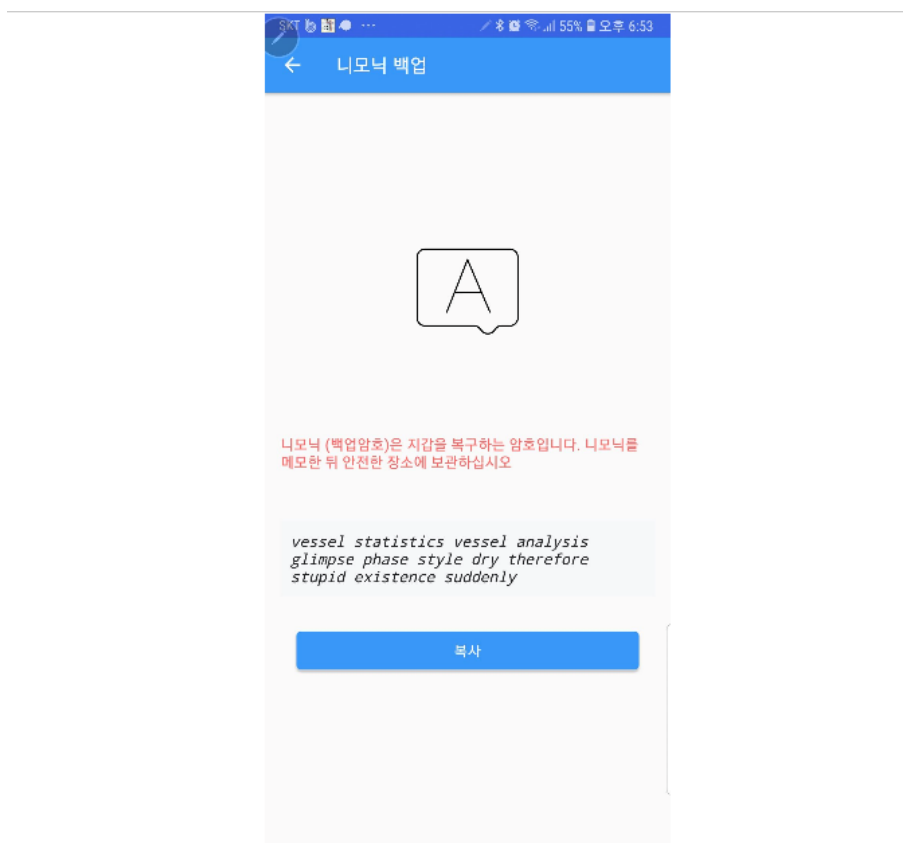 SKT ... 55% 오후 6:53
니모닉 백업
A
니모닉 (백업암호)은 지갑을 복구하는 암호입니다. 니모닉를
메모한 뒤 안전한 장소에 보관하십시오
vessel statistics vessel analysis
glimpse phase style dry therefore
stupid existence suddenly
복사